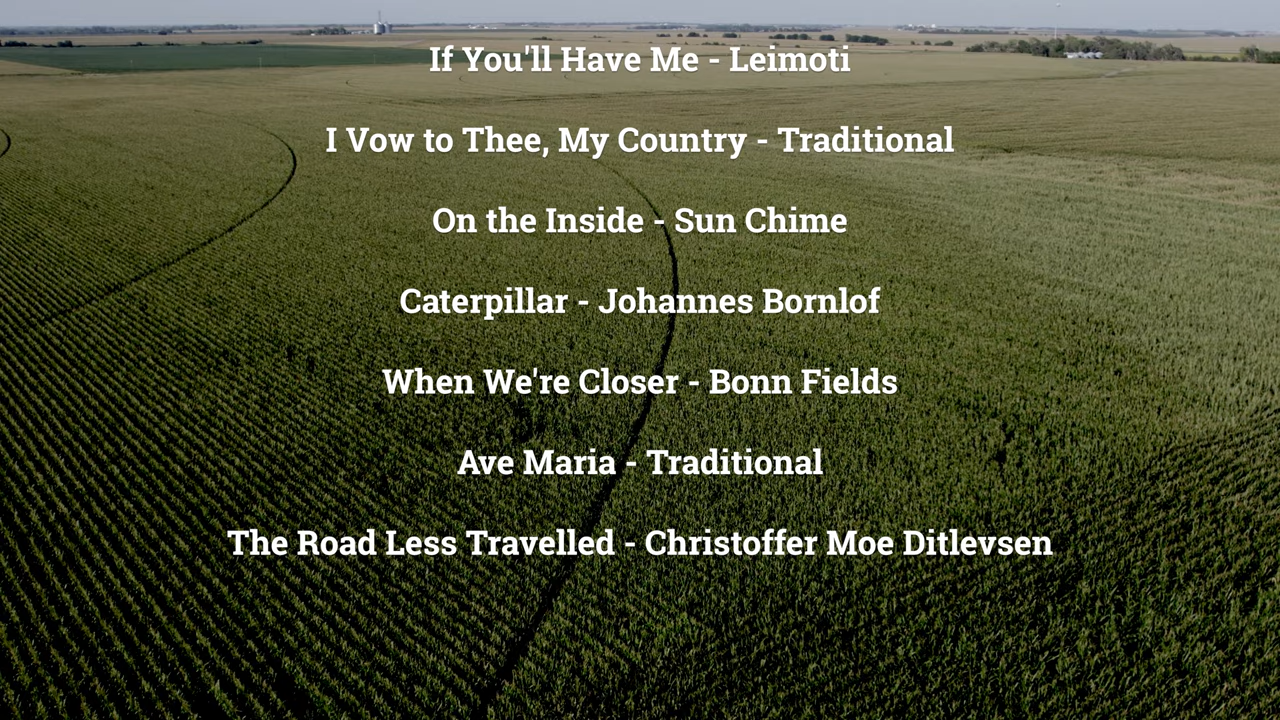 If You'll Have Me - Leimoti
I Vow to Thee, My Country - Traditional
On the Inside - Sun Chime
Caterpillar - Johannes Bornlof
When We're Closer - Bonn Fields
Ave Maria - Traditional
The Road Less Travelled - Christoffer Moe Ditlevsen